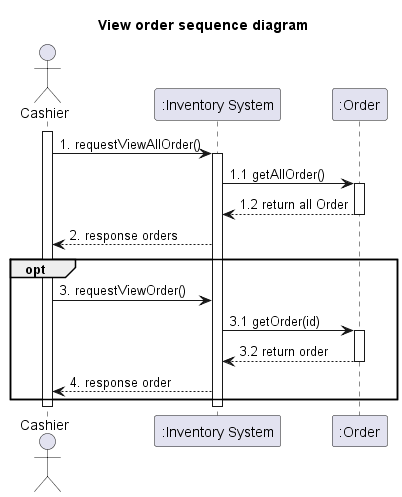 View order sequence diagram
Cashier
:Inventory System
:Order
1. requestViewAllOrder()
1.1 getAllOrder()
1.2 return all Order
2. response orders
opt
3. requestViewOrder()
3.1 getOrder(id)
3.2 return order
4. response order
Cashier
:Inventory System
:Order